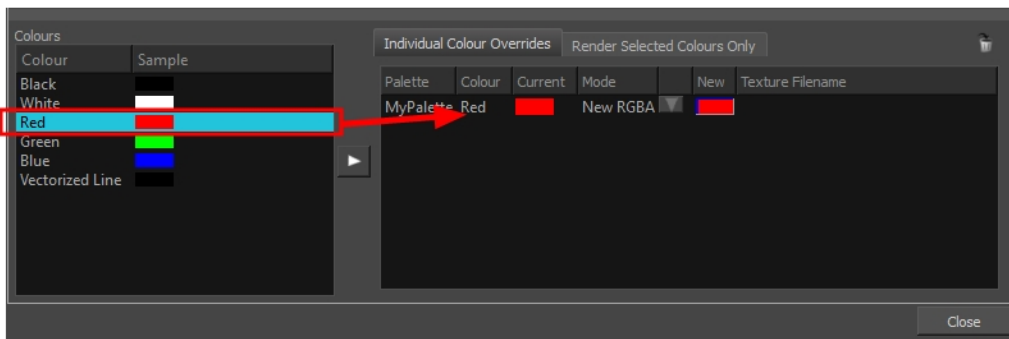 Colours
Colour Sample
Black
White
Red
Green
Blue
Vectorized Line
Individual Colour Overrides Render Selected Colours Only
Palette Colour Current Mode New Texture Filename
MyPalette Red New RGBA
Close